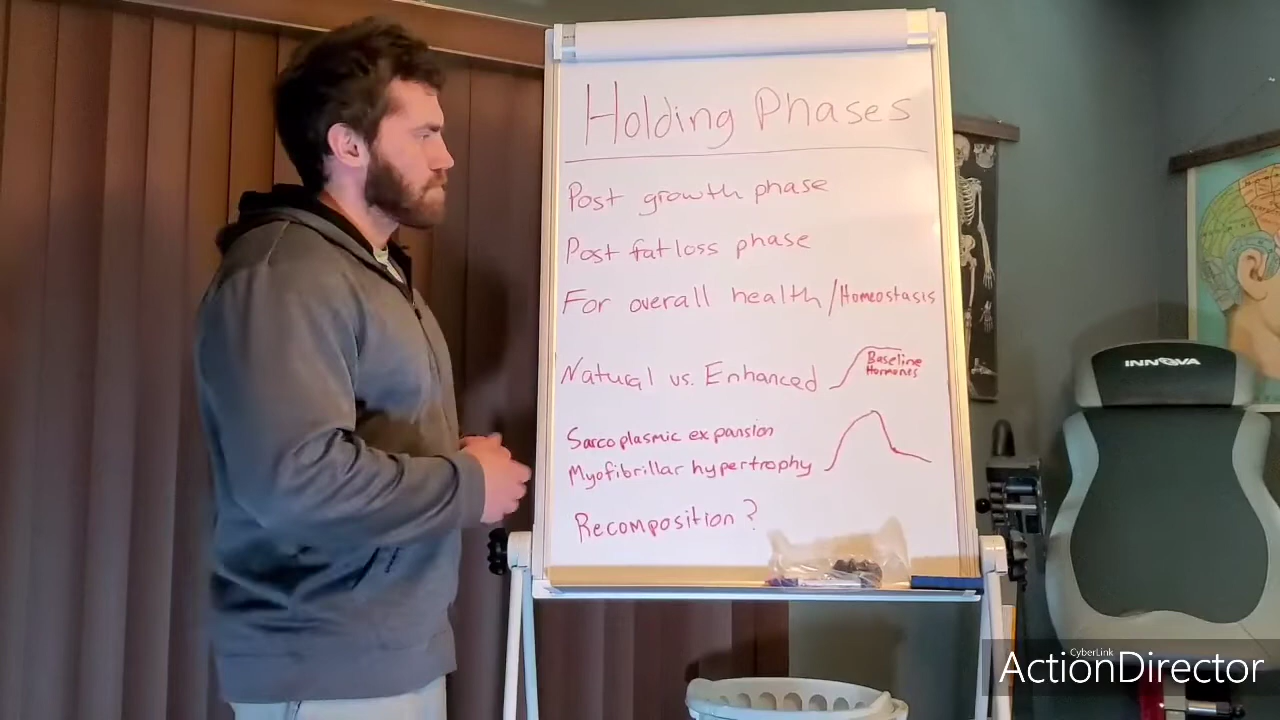 Holding Phases
Post growth phase
Post fat loss phase
For overall health/Homeostasis
Natural vs. Enhanced
Baseline
Hormones
Sarcoplasmic expansion
Myofibrillar hypertrophy
Recomposition?
INNOVA
CyberLink
ActionDirector